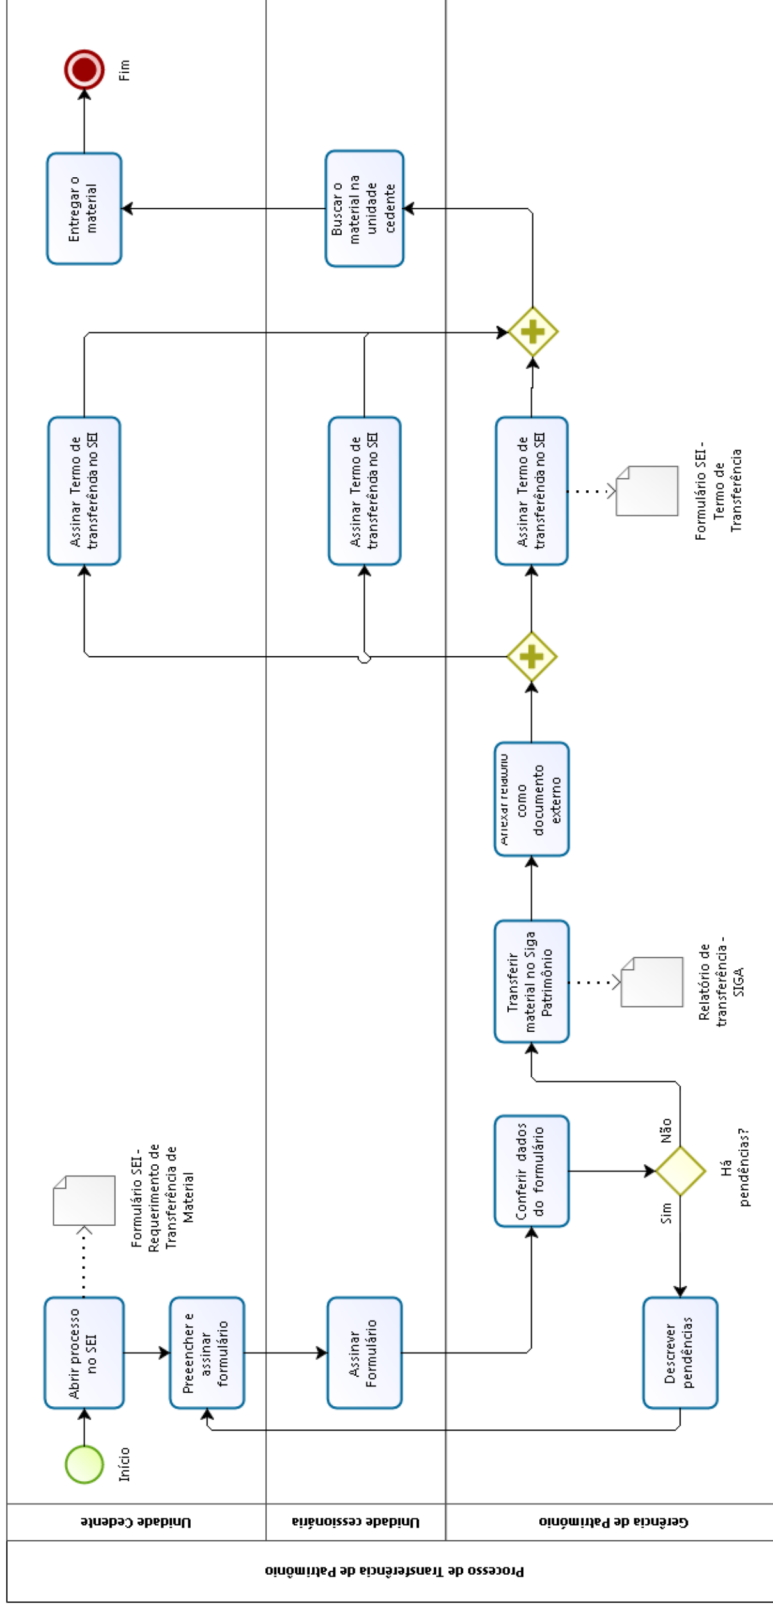 Processo de Transferência de Patrimônio
Unidade Cedente
Início
Abrir processo
no SEI
Formulário SEI -
Requerimento de
Transferência de
Material
Preeencher e
assinar
formulário
Assinar Termo de
transferência no SEI
Entregar o
material
Fim
Unidade cessionária
Assinar
Formulário
Assinar Termo de
transferência no SEI
Buscar o
material na
unidade
cedente
Gerência de Patrimônio
Conferir dados
do formulário
Transferir
material no Siga
Patrimônio
Anexar relatório
como
documento
externo
Assinar Termo de
transferência no SEI
Descrever
pendências
Sim
Não
Há
pendências?
Relatório de
transferência -
SIGA
Formulário SEI -
Termo de
Transferência